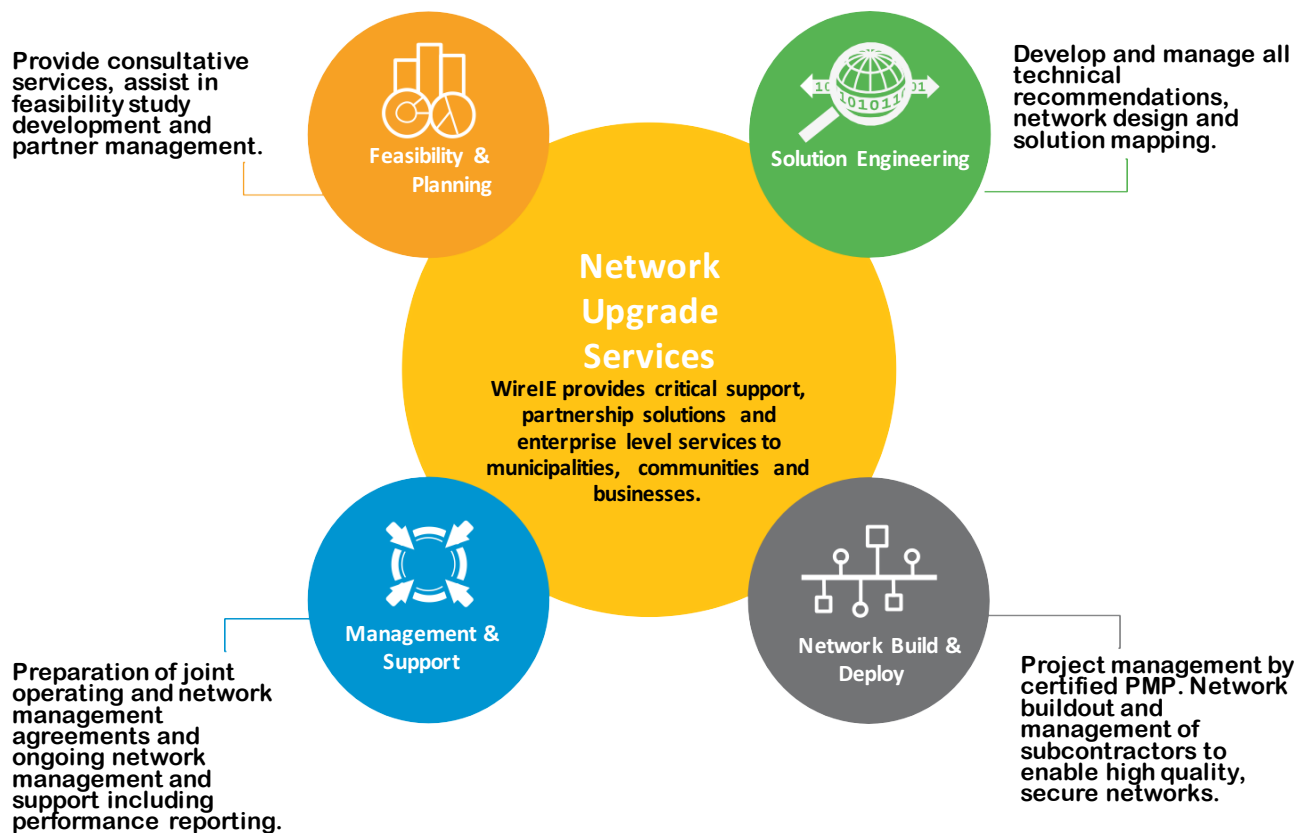 Provide consultative
services, assist in
feasibility study
development and
partner management.
Feasibility &
Planning
10 101011 01
Solution Engineering
Develop and manage all
technical
recommendations,
network design and
solution mapping.
Network
Upgrade
Services
WireIE provides critical support,
partnership solutions and
enterprise level services to
municipalities, communities and
businesses.
Management &
Support
Preparation of joint
operating and network
management
agreements and
ongoing network
management and
support including
performance reporting.
Network Build &
Deploy
Project management by
certified PMP. Network
buildout and
management of
subcontractors to
enable high quality,
secure networks.